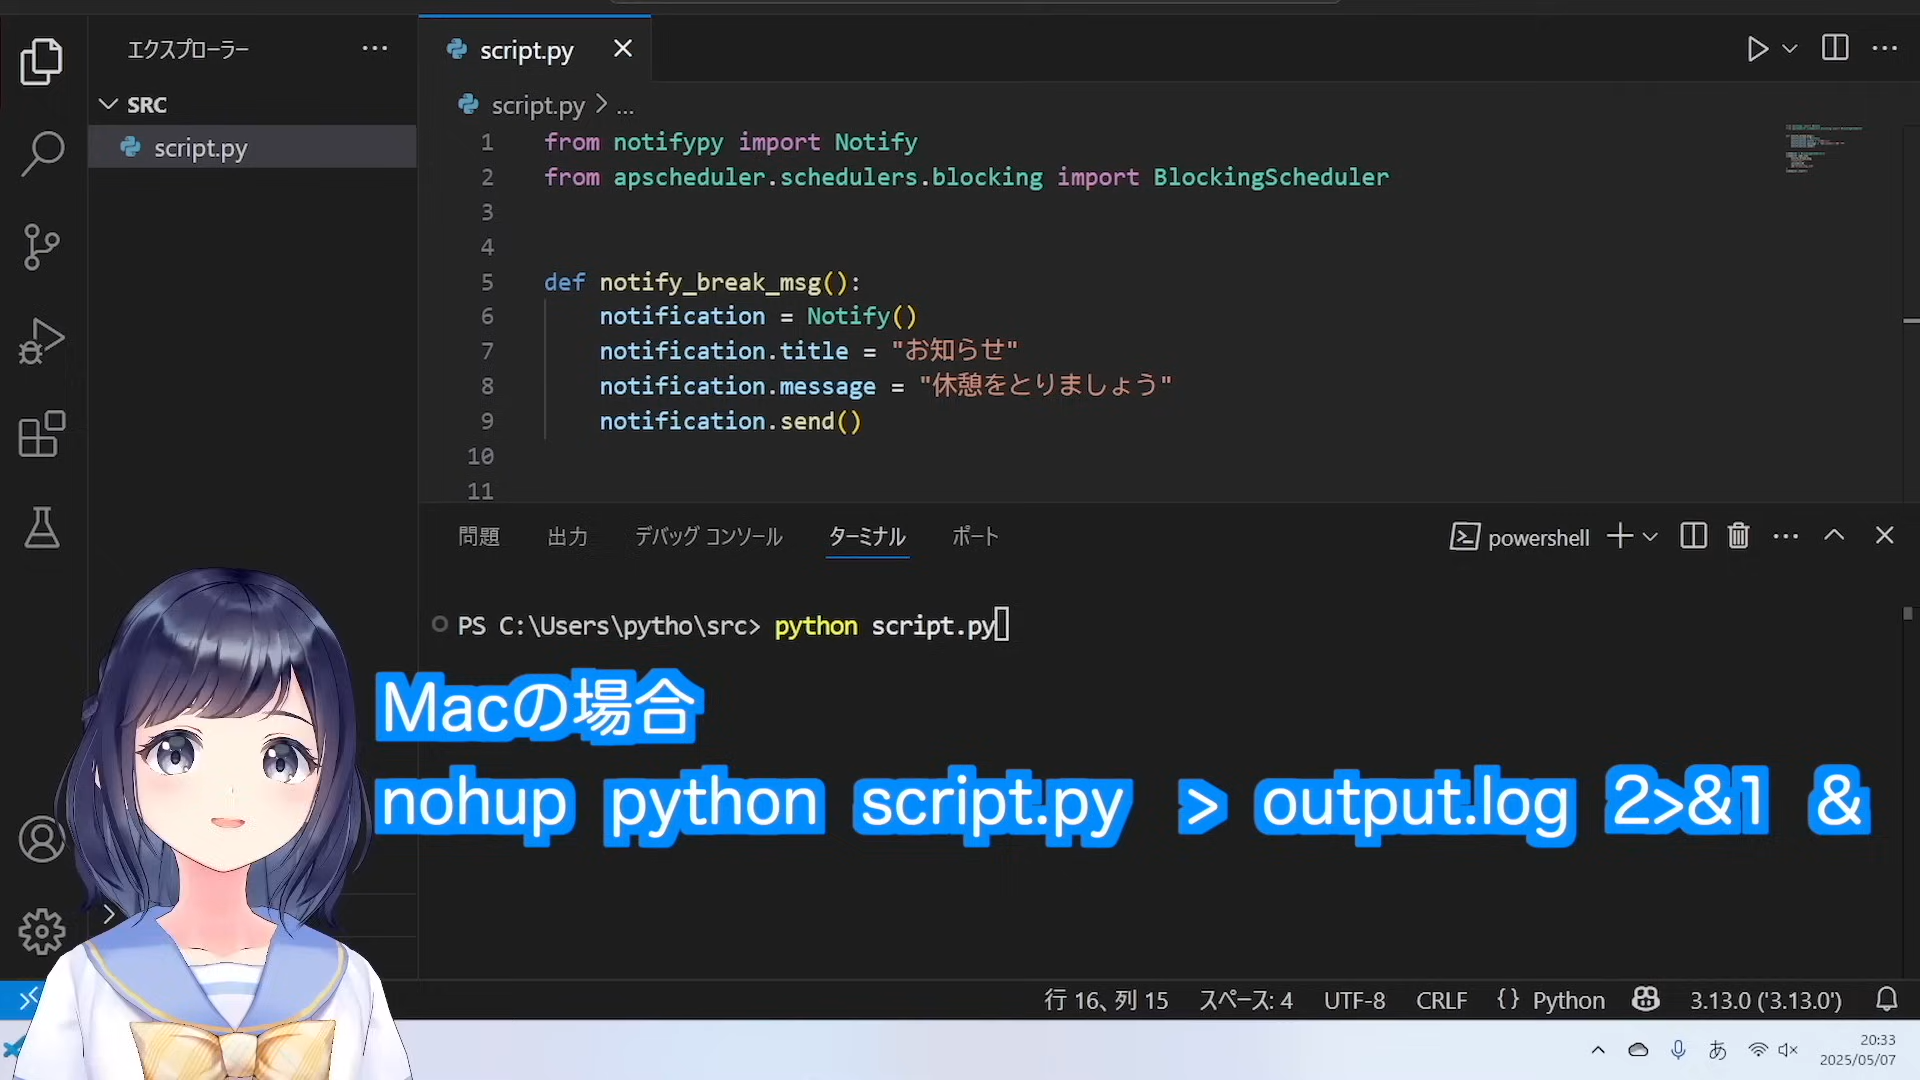 エクスプローラー
SRC
script.py
script.py
script.py > ...
1 from notifypy import Notify
2 from apscheduler.schedulers.blocking import BlockingScheduler
3
4
5 def notify_break_msg():
6 notification = Notify()
7 notification.title = "お知らせ"
8 notification.message = "休憩をとりましょう"
9 notification.send()
10
11
問題 出力 デバッグ コンソール ターミナル ポート
powershell
PS C:\Users\pytho\src> python script.py
Macの場合
nohup python script.py > output.log 2>&1 &
行 16、列 15 スペース: 4 UTF-8 CRLF {} Python 3.13.0 ('3.13.0')
あ
20:33
2025/05/07